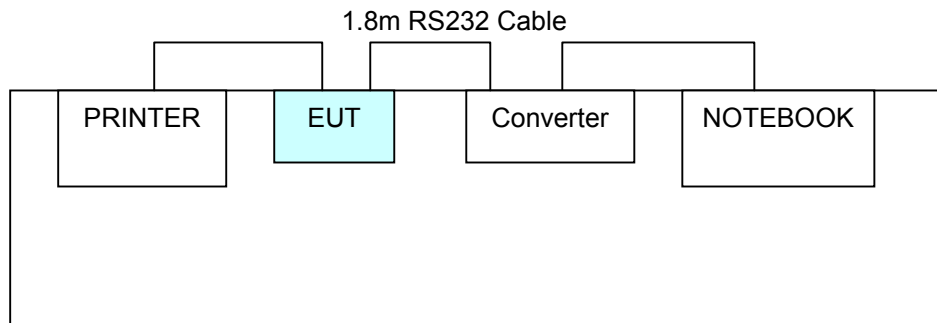 1.8m RS232 Cable
PRINTER
EUT
Converter
NOTEBOOK